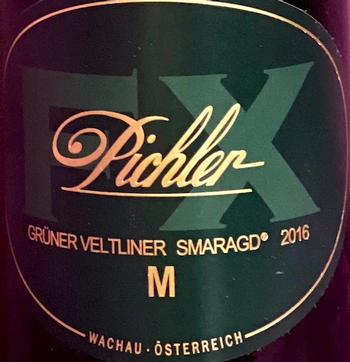 FX
Pichler
GRÜNER VELTLINER SMARAGD® 2016
M
WACHAU · ÖSTERREICH